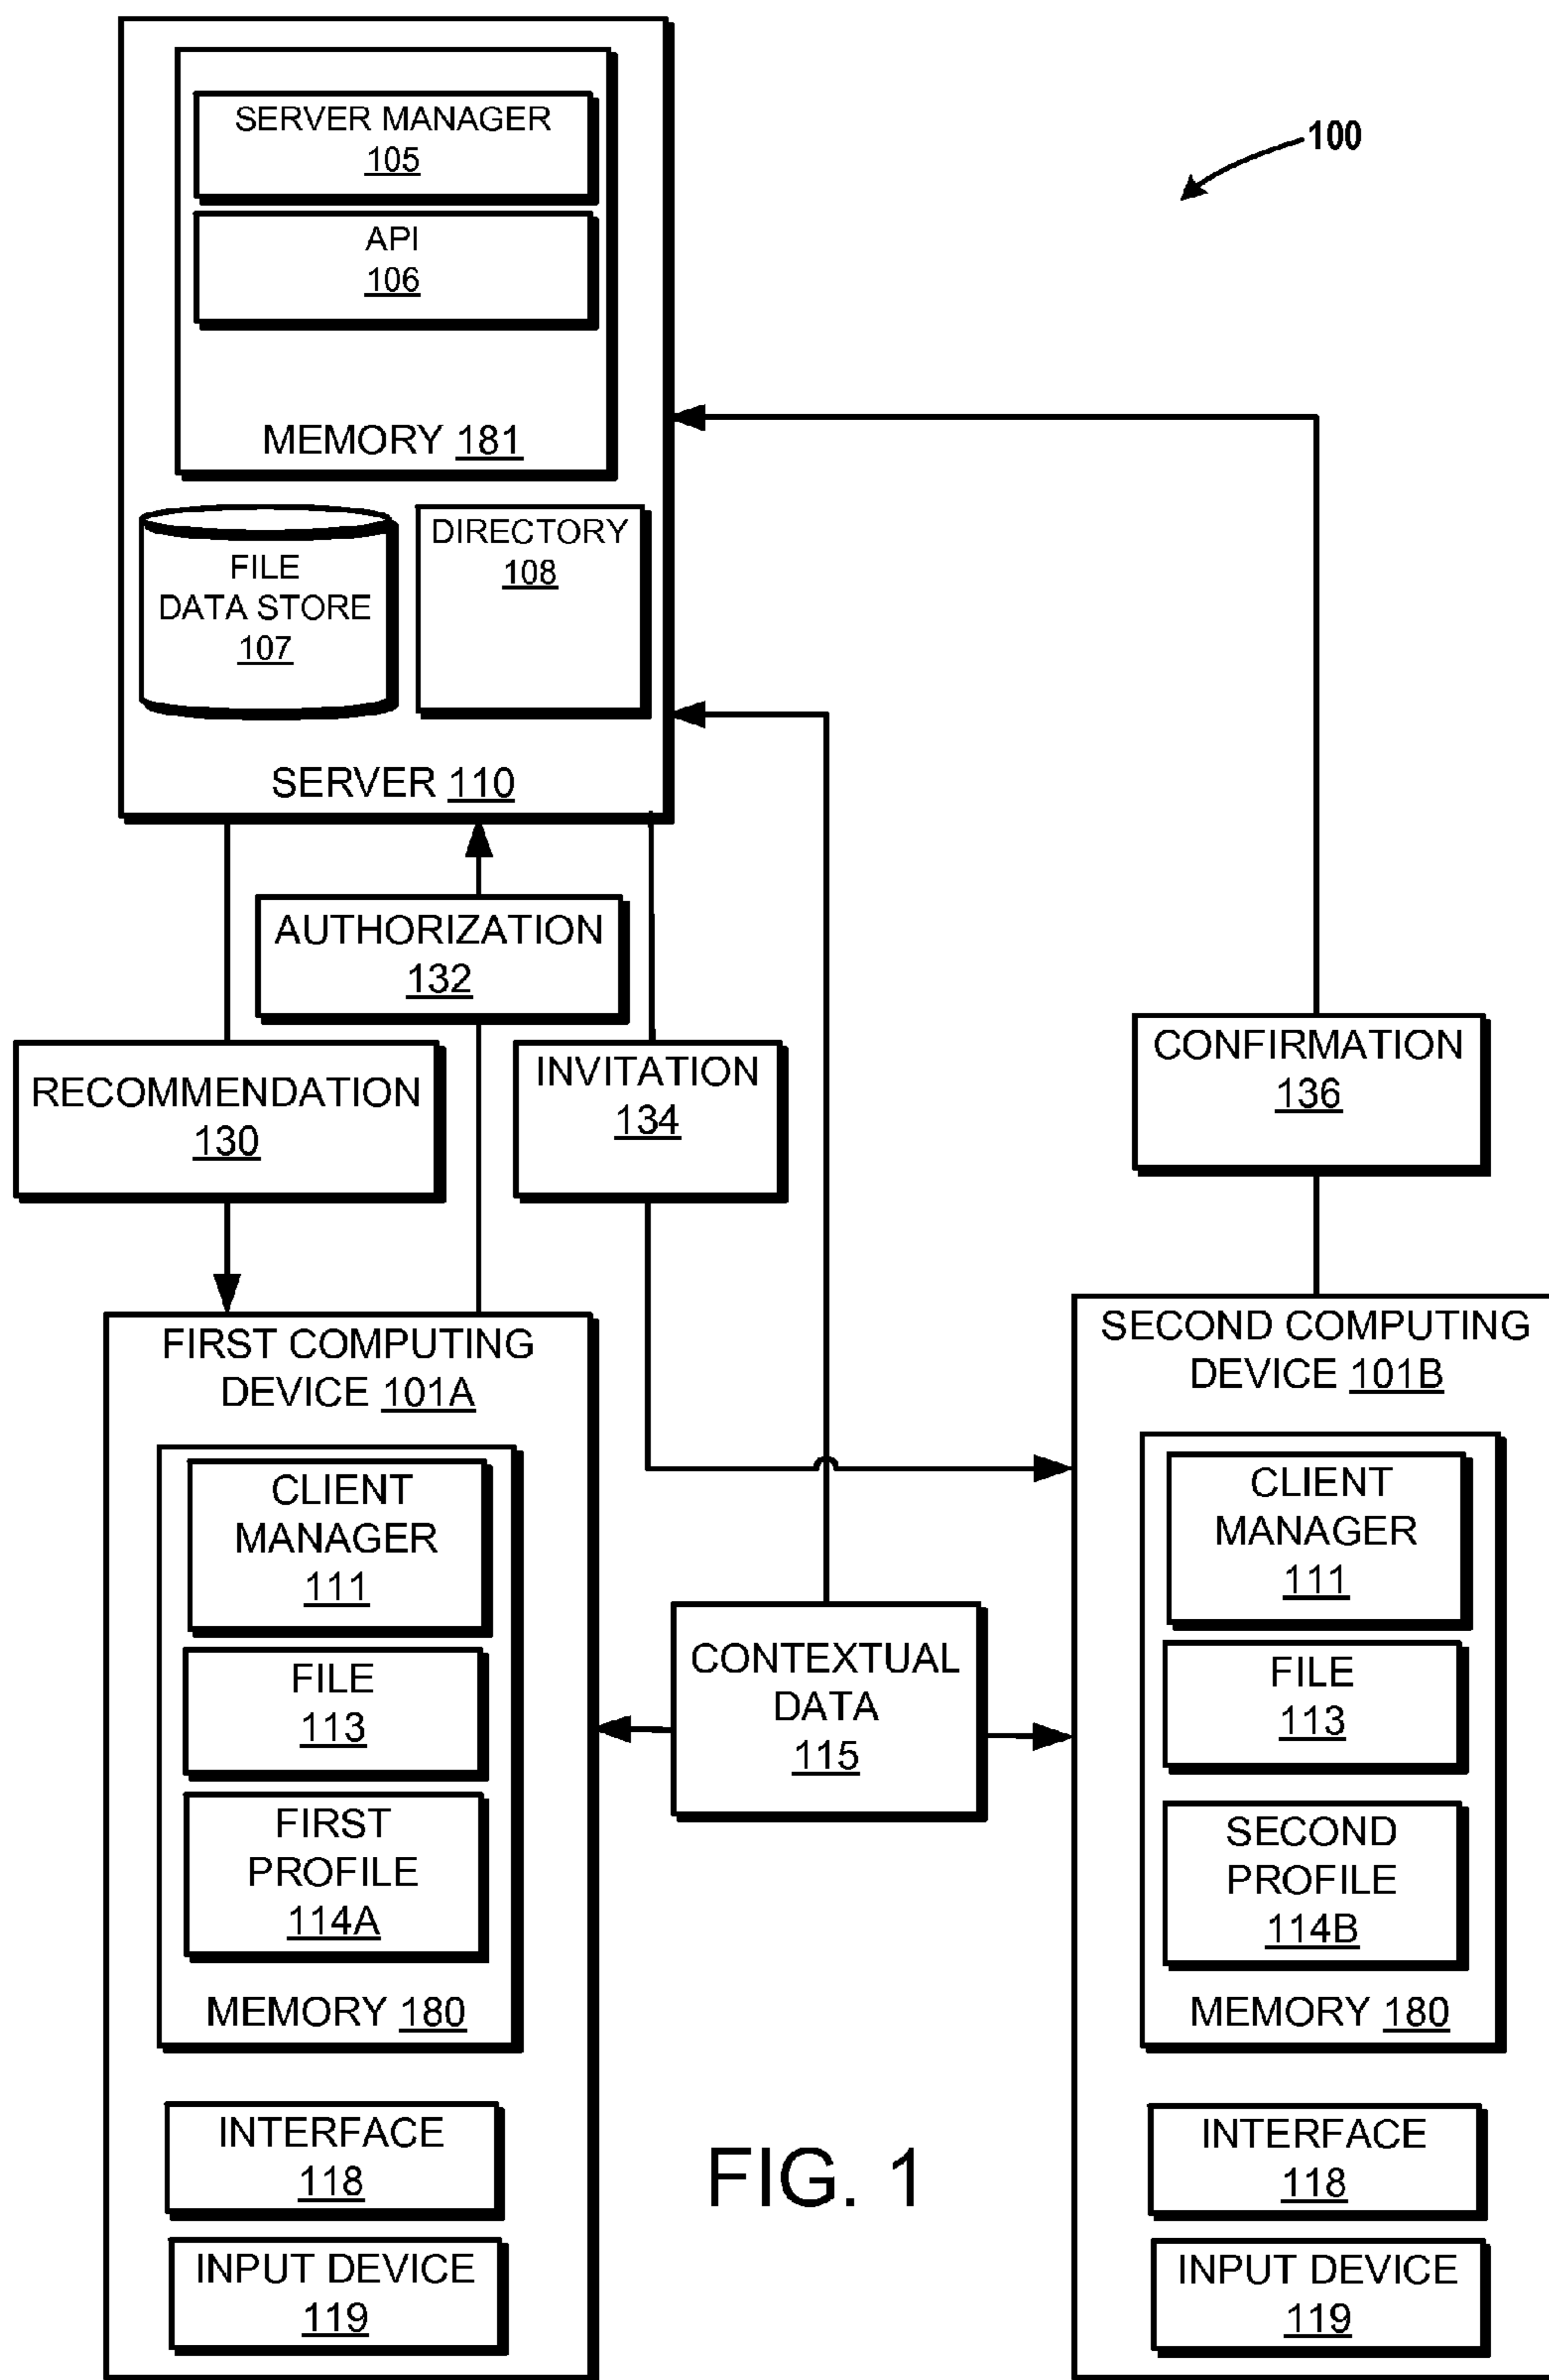 SERVER MANAGER
105
API
106
MEMORY 181
100
FILE
DATA STORE
107
DIRECTORY
108
SERVER 110
AUTHORIZATION
132
RECOMMENDATION
130
INVITATION
134
CONFIRMATION
136
FIRST COMPUTING
DEVICE 101A
CLIENT
MANAGER
111
FILE
113
FIRST
PROFILE
114A
MEMORY 180
INTERFACE
118
INPUT DEVICE
119
CONTEXTUAL
DATA
115
SECOND COMPUTING
DEVICE 101B
CLIENT
MANAGER
111
FILE
113
SECOND
PROFILE
114B
MEMORY 180
INTERFACE
118
INPUT DEVICE
119
FIG. 1